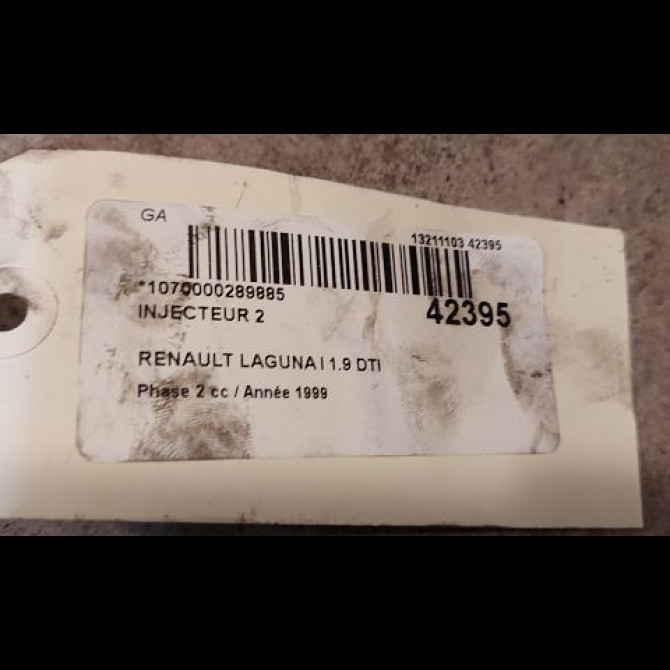 GA
13211103 42395
*1070000289885
INJECTEUR 2
42395
RENAULT LAGUNA I 1.9 DTI
Phase 2 cc / Année 1999